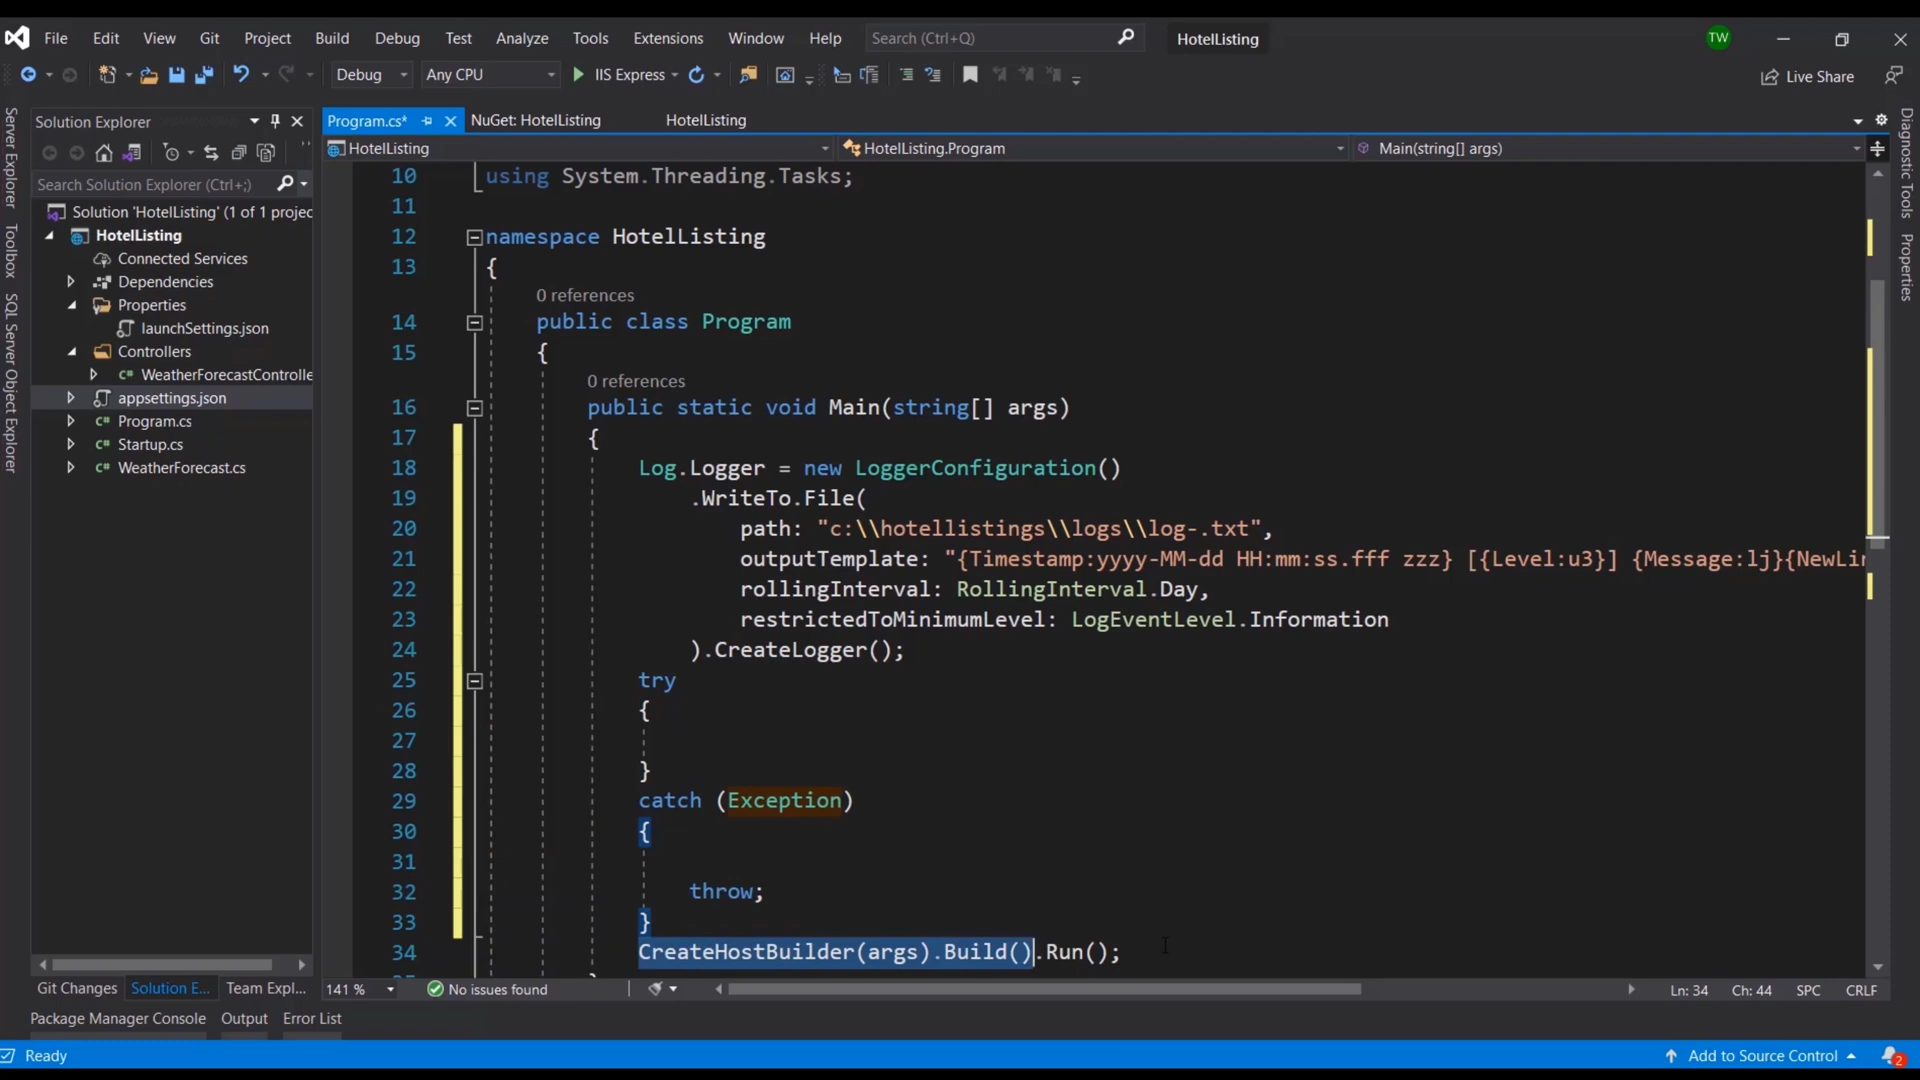 File Edit View Git Project Build Debug Test Analyze Tools Extensions Window Help Search (Ctrl+Q) HotelListing TW
Debug Any CPU IIS Express Live Share
Server Explorer
Toolbox
SQL Server Object Explorer
Solution Explorer
Search Solution Explorer (Ctrl+;)
Solution 'HotelListing' (1 of 1 projec
HotelListing
Connected Services
Dependencies
Properties
launchSettings.json
Controllers
C# WeatherForecastControlle
appsettings.json
C# Program.cs
C# Startup.cs
C# WeatherForecast.cs
Git Changes Solution E... Team Expl...
Program.cs* NuGet: HotelListing HotelListing
HotelListing HotelListing.Program Main(string[] args)
10 using System.Threading.Tasks;
11
12 namespace HotelListing
13 {
0 references
14 public class Program
15 {
0 references
16 public static void Main(string[] args)
17 {
18 Log.Logger = new LoggerConfiguration()
19 .WriteTo.File(
20 path: "c:\\hotellistings\\logs\\log-.txt",
21 outputTemplate: "{Timestamp:yyyy-MM-dd HH:mm:ss.fff zzz} [{Level:u3}] {Message:lj}{NewLin
22 rollingInterval: RollingInterval.Day,
23 restrictedToMinimumLevel: LogEventLevel.Information
24 ).CreateLogger();
25 try
26 {
27
28 }
29 catch (Exception)
30 {
31
32 throw;
33 }
34 CreateHostBuilder(args).Build().Run();
141 % No issues found Ln: 34 Ch: 44 SPC CRLF
Diagnostic Tools
Properties
Package Manager Console Output Error List
Ready Add to Source Control 2